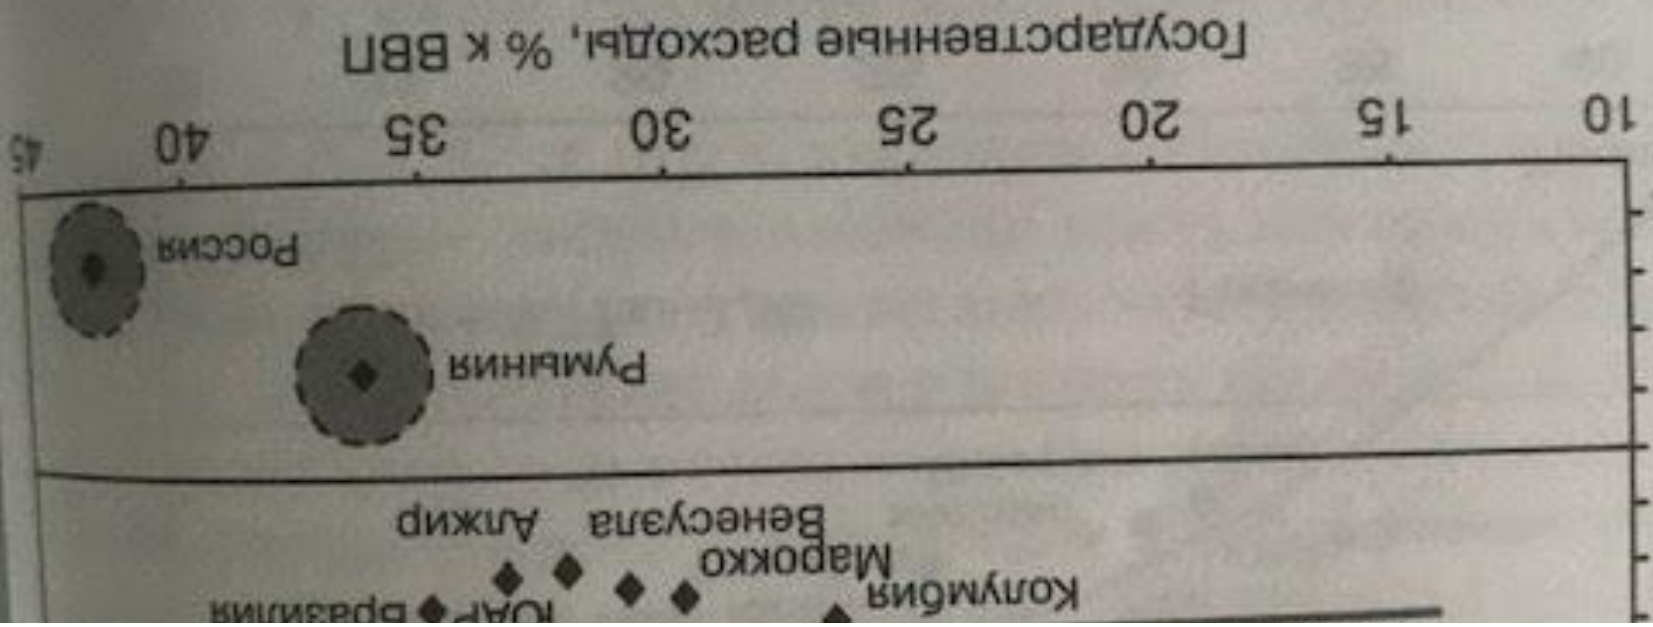 ЮАР Бразилия
Колумбия
Марокко
Венесуэла Алжир
Румыния
Россия
10 15 20 25 30 35 40 45
Государственные расходы, % к ВВП